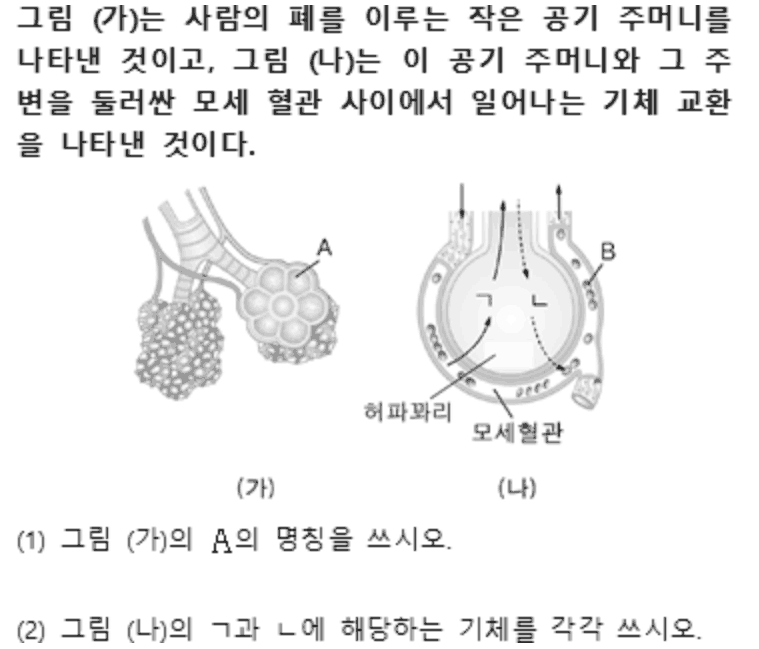 그림 (가)는 사람의 폐를 이루는 작은 공기 주머니를
나타낸 것이고, 그림 (나)는 이 공기 주머니와 그 주
변을 둘러싼 모세 혈관 사이에서 일어나는 기체 교환
을 나타낸 것이다.
A
B
ㄱ ㄴ
허파꽈리
모세혈관
(가) (나)
(1) 그림 (가)의 A의 명칭을 쓰시오.
(2) 그림 (나)의 ㄱ과 ㄴ에 해당하는 기체를 각각 쓰시오.